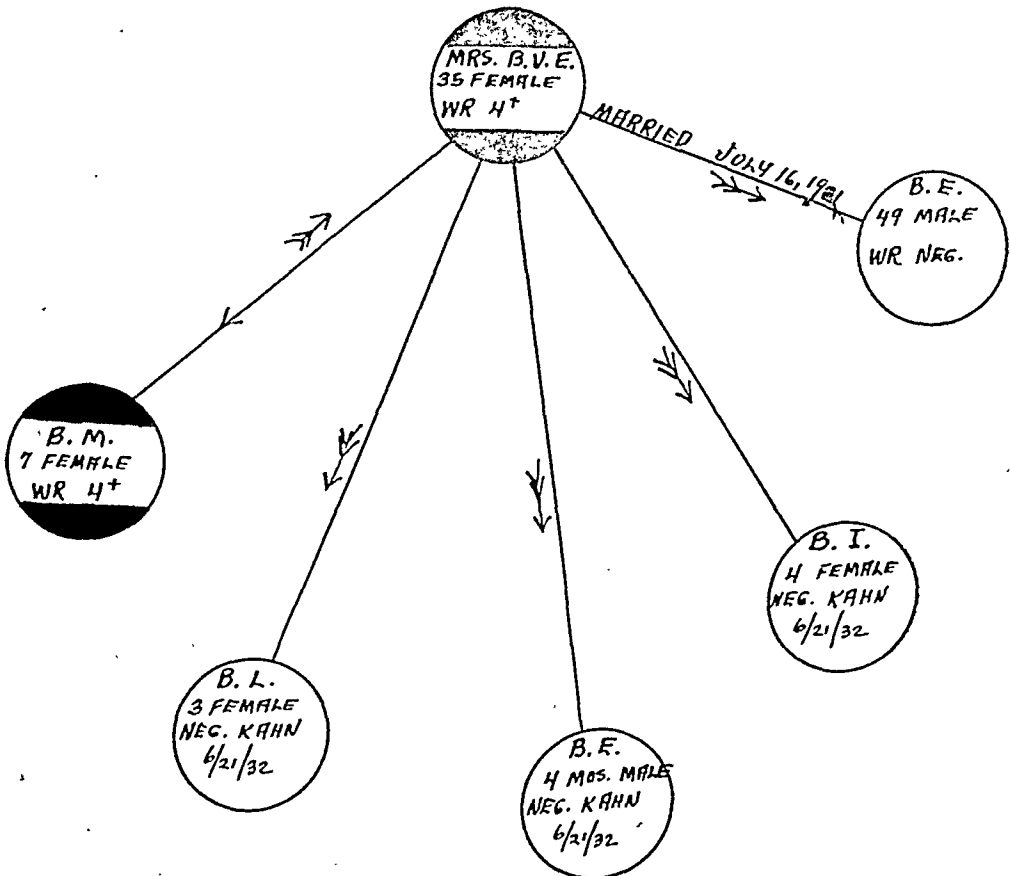 MRS. B.V.E.
35 FEMALE
WR 4+
MARRIED JULY 16,
B. E.
49 MALE
WR NEG.
B. M.
7 FEMALE
WR 4+
B. I.
4 FEMALE
NEG. KAHN
6/21/32
B. L.
3 FEMALE
NEG. KAHN
6/21/32
B. E.
4 MOS. MALE
NEG. KAHN
6/21/32